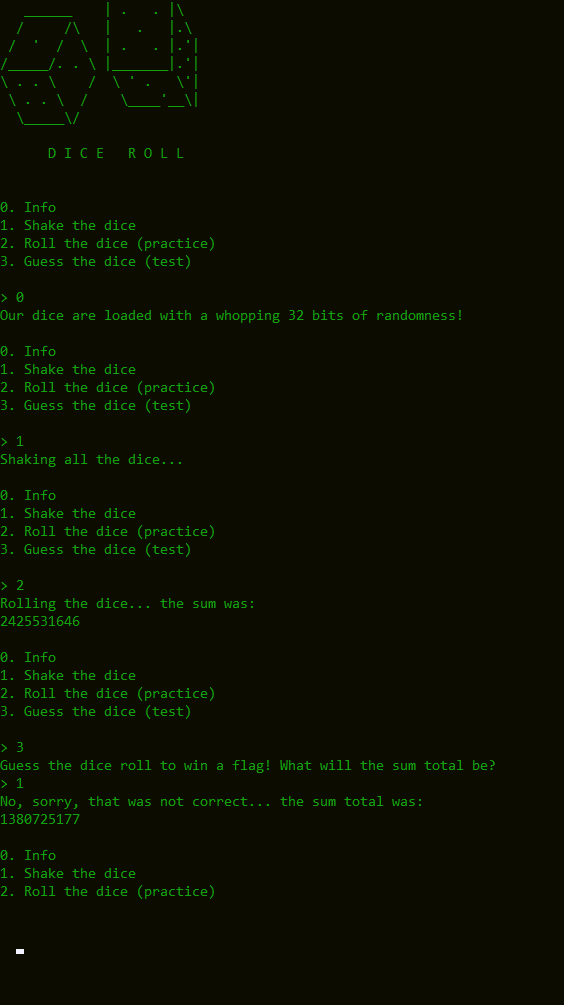 D I C E   R O L L
0. Info
1. Shake the dice
2. Roll the dice (practice)
3. Guess the dice (test)
> 0
Our dice are loaded with a whopping 32 bits of randomness!
0. Info
1. Shake the dice
2. Roll the dice (practice)
3. Guess the dice (test)
> 1
Shaking all the dice...
0. Info
1. Shake the dice
2. Roll the dice (practice)
3. Guess the dice (test)
> 2
Rolling the dice... the sum was:
2425531646
0. Info
1. Shake the dice
2. Roll the dice (practice)
3. Guess the dice (test)
> 3
Guess the dice roll to win a flag! What will the sum total be?
> 1
No, sorry, that was not correct... the sum total was:
1380725177
0. Info
1. Shake the dice
2. Roll the dice (practice)